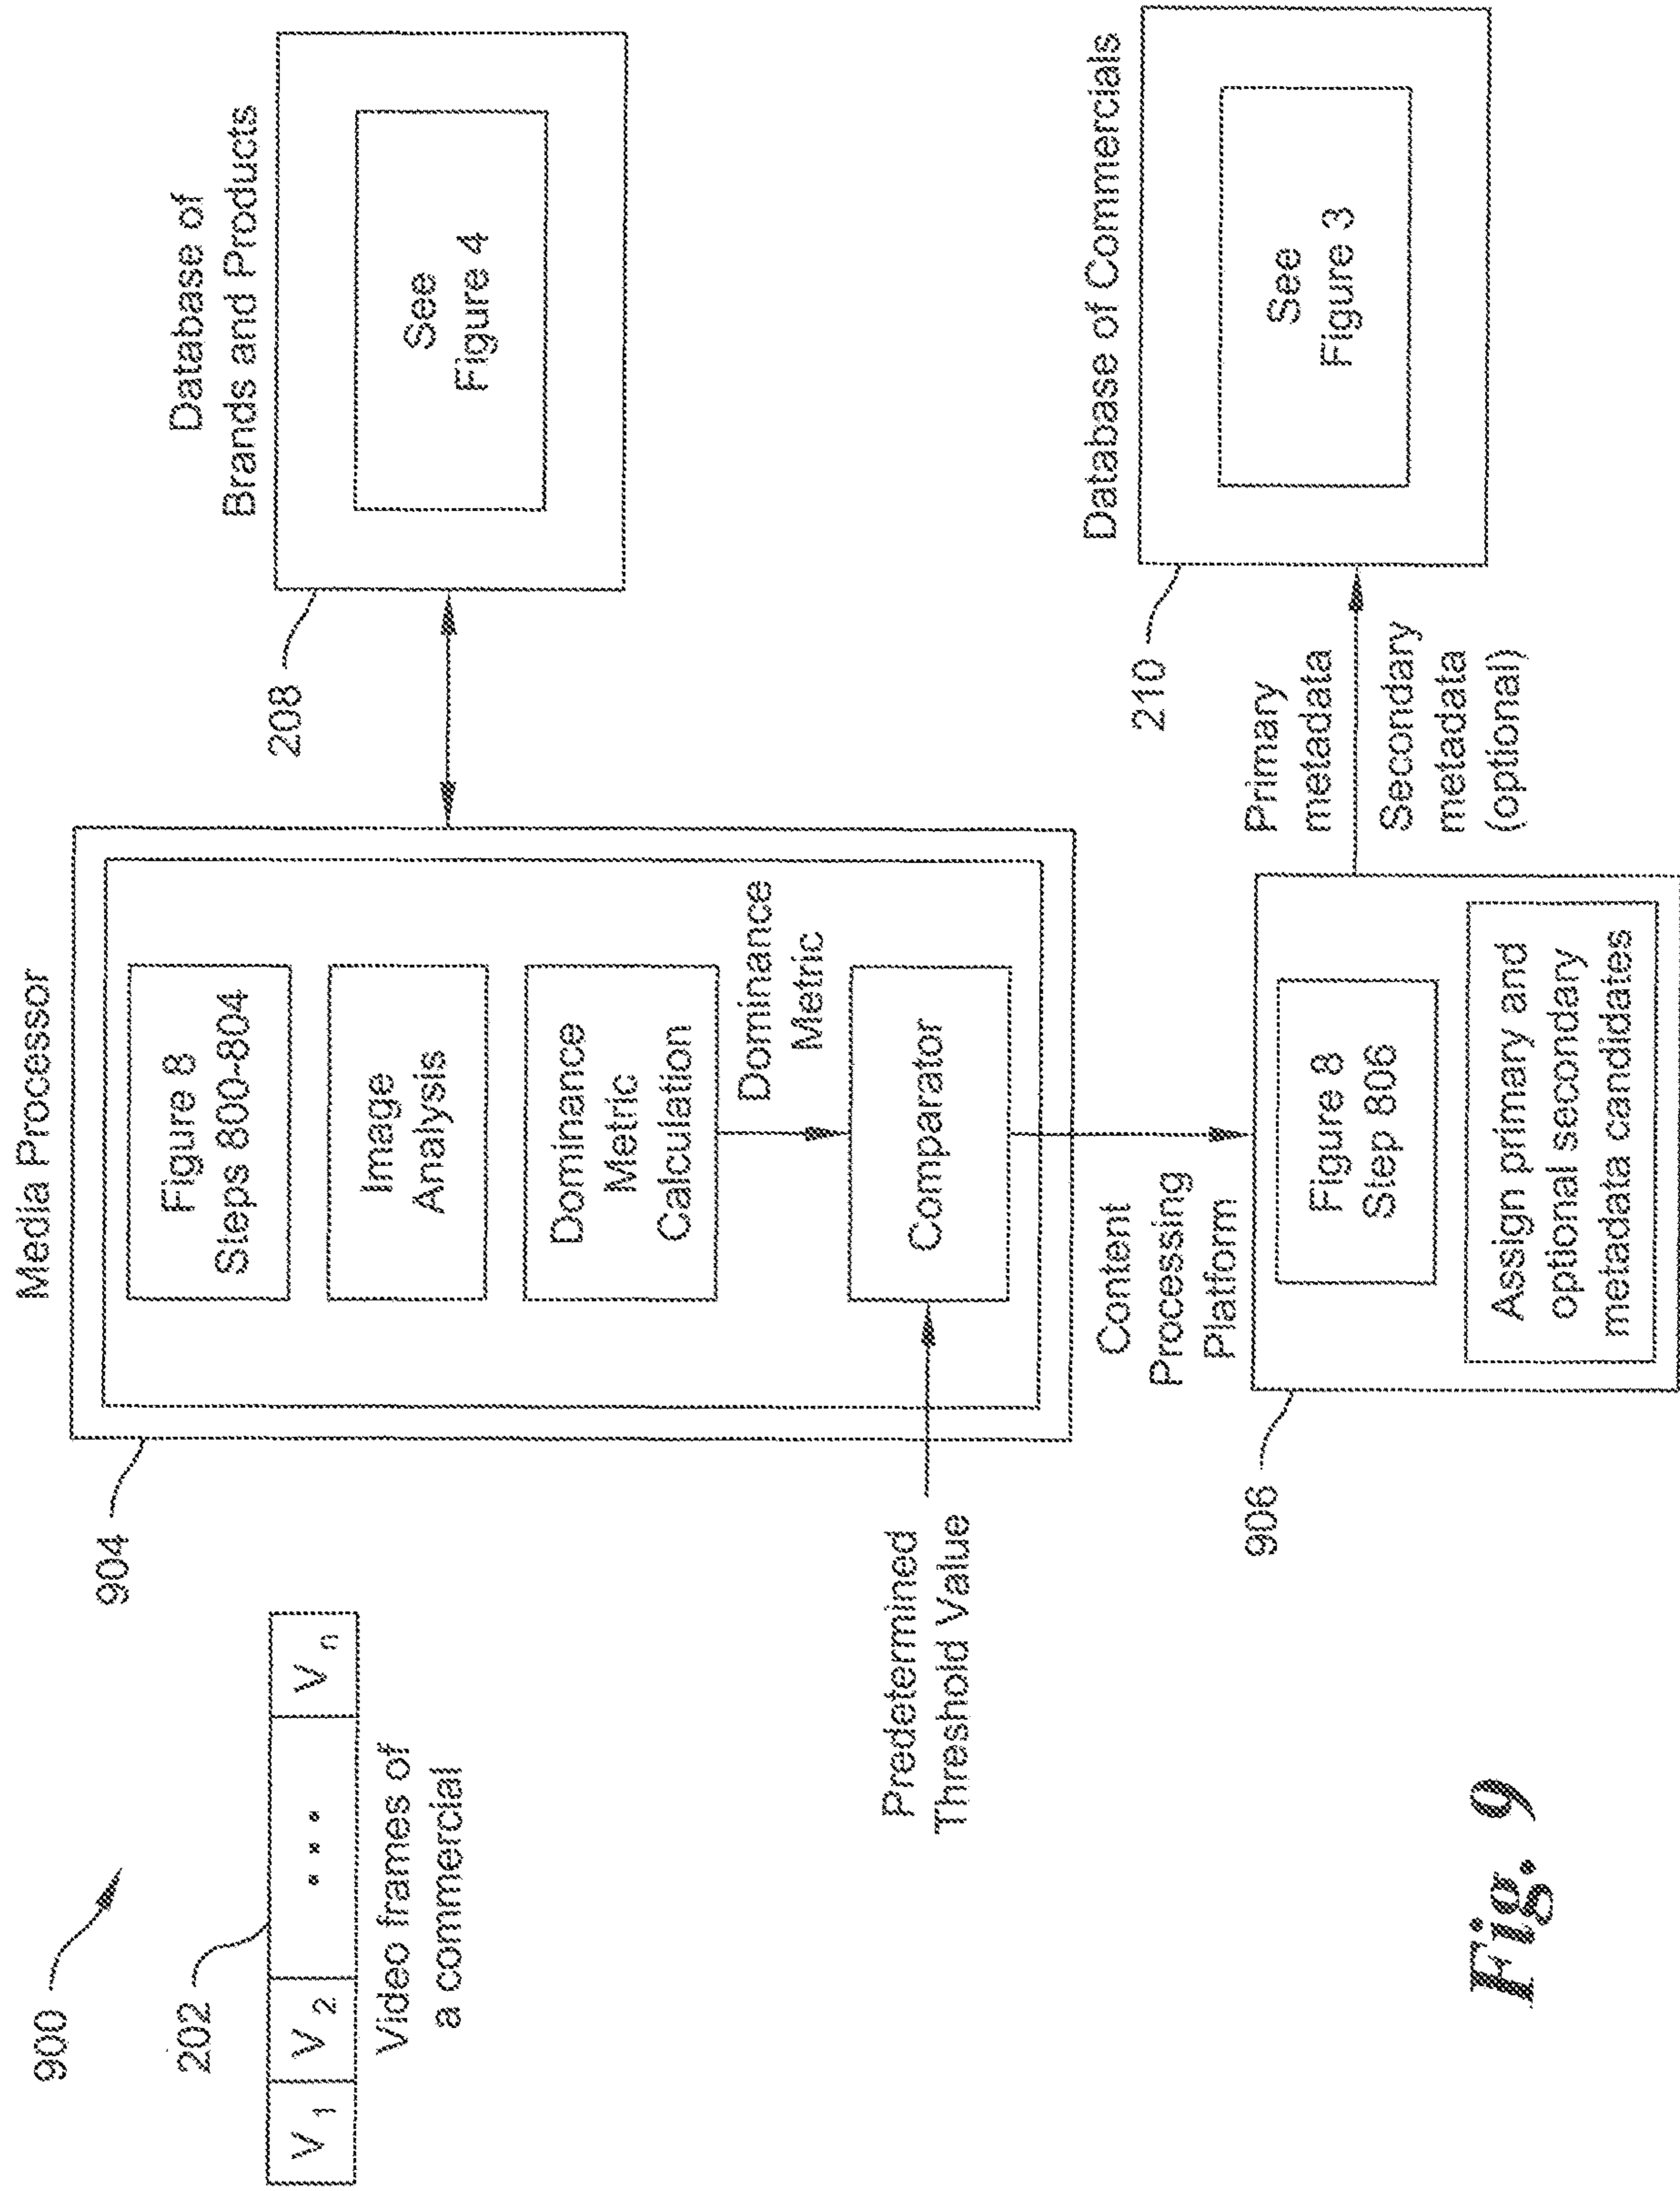 900
202
V 1
V 2
...
V n
Video frames of
a commercial
Media Processor
904
Figure 8
Steps 800-804
Image
Analysis
Dominance
Metric
Calculation
Dominance
Metric
Comparator
Predetermined
Threshold Value
Database of
Brands and Products
208
See
Figure 4
Content
Processing
Platform
906
Figure 8
Step 806
Assign primary and
optional secondary
metadata candidates
Primary
metadata
Secondary
metadata
(optional)
Database of Commercials
210
See
Figure 3
Fig. 9